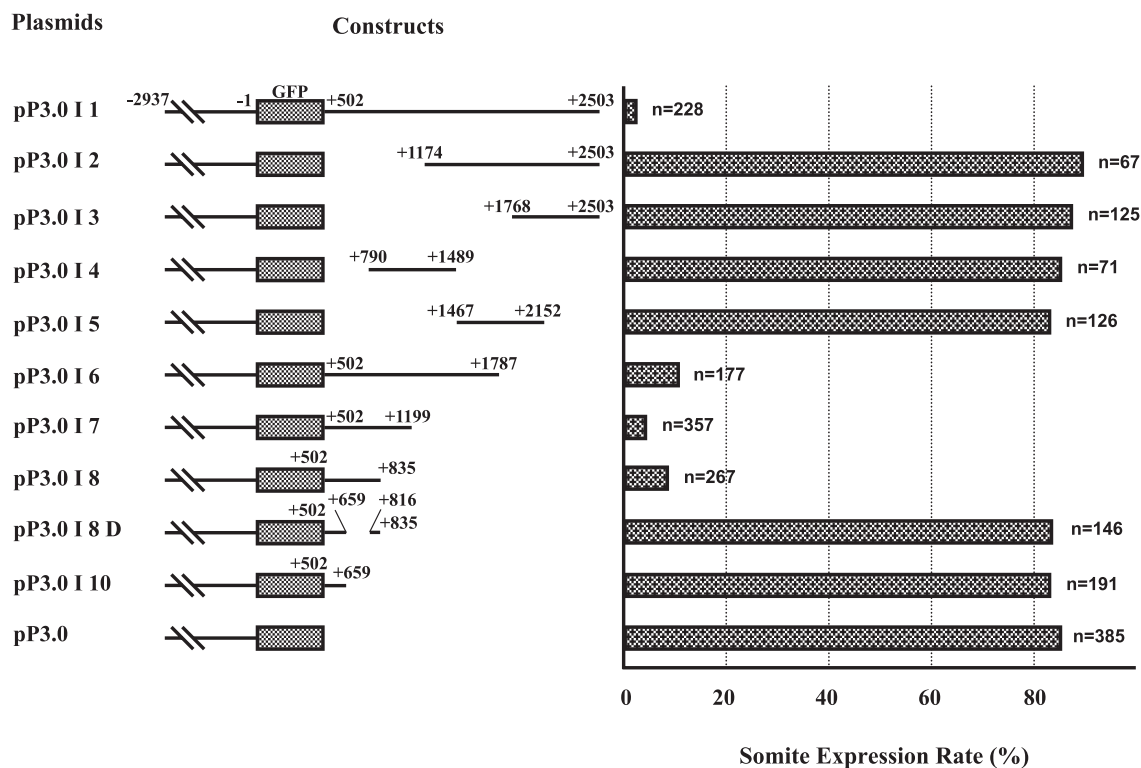 Plasmids Constructs
GFP
pP3.0 I 1 -2937 -1 +502 +2503 n=228
pP3.0 I 2 +1174 +2503 n=67
pP3.0 I 3 +1768 +2503 n=125
pP3.0 I 4 +790 +1489 n=71
pP3.0 I 5 +1467 +2152 n=126
pP3.0 I 6 +502 +1787 n=177
pP3.0 I 7 +502 +1199 n=357
pP3.0 I 8 +502 +835 n=267
pP3.0 I 8 D +502 +659 +816 +835 n=146
pP3.0 I 10 +502 +659 n=191
pP3.0 n=385
0 20 40 60 80
Somite Expression Rate (%)